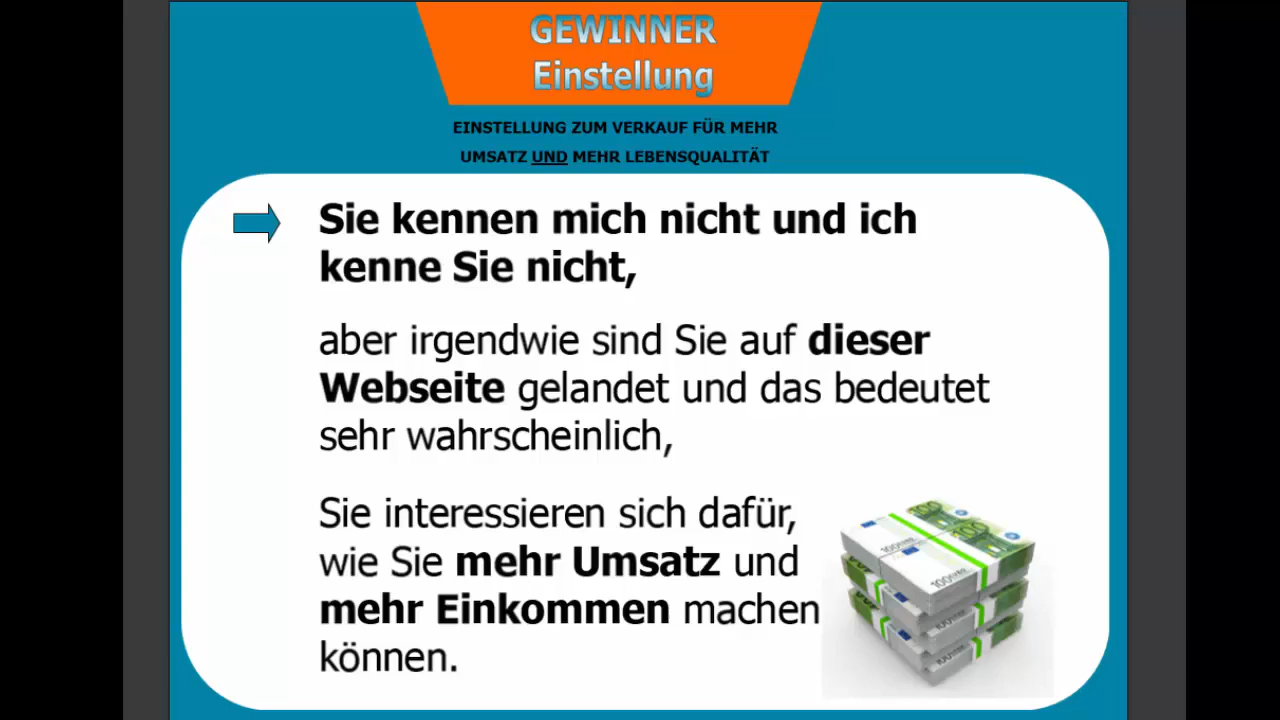 GEWINNER
Einstellung
EINSTELLUNG ZUM VERKAUF FÜR MEHR
UMSATZ UND MEHR LEBENSQUALITÄT
Sie kennen mich nicht und ich
kenne Sie nicht,
aber irgendwie sind Sie auf dieser
Webseite gelandet und das bedeutet
sehr wahrscheinlich,
Sie interessieren sich dafür,
wie Sie mehr Umsatz und
mehr Einkommen machen
können.